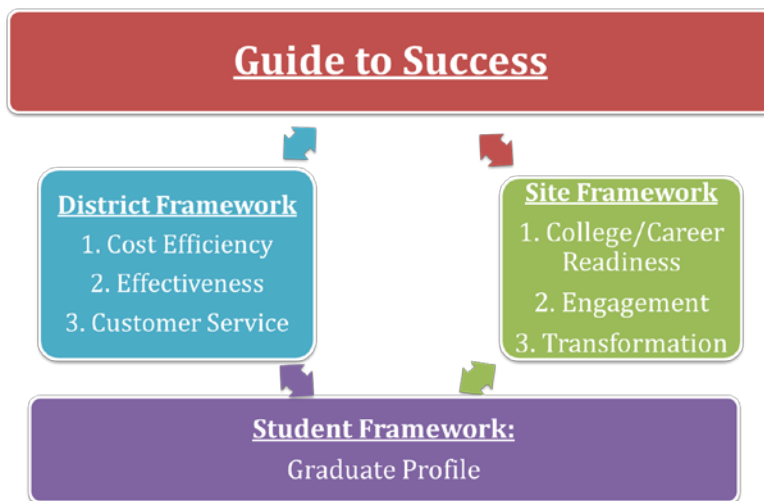 Guide to Success
District Framework
1. Cost Efficiency
2. Effectiveness
3. Customer Service
Site Framework
1. College/Career
Readiness
2. Engagement
3. Transformation
Student Framework:
Graduate Profile